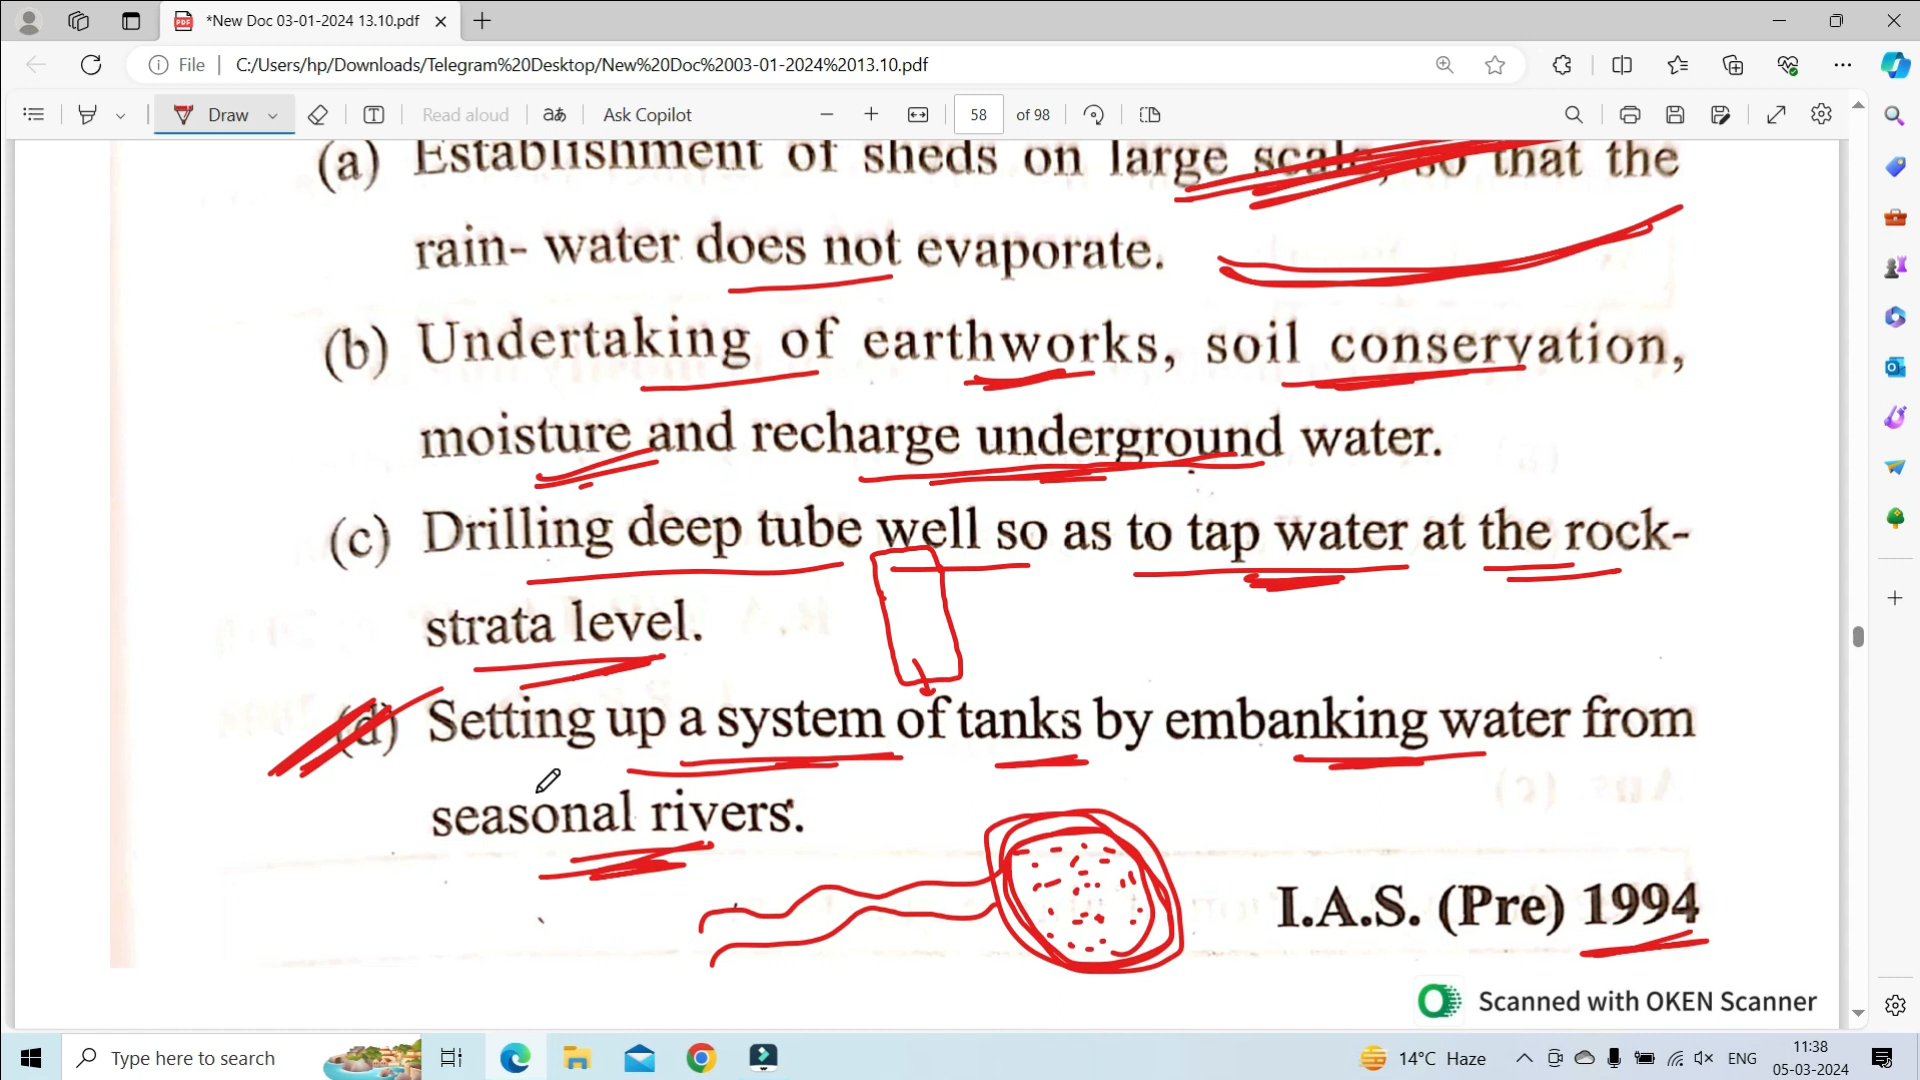 *New Doc 03-01-2024 13.10.pdf
File
C:/Users/hp/Downloads/Telegram%20Desktop/New%20Doc%2003-01-2024%2013.10.pdf
Draw
Read aloud
aあ
Ask Copilot
58 of 98
(a) Establishment of sheds on large scale, so that the
rain- water does not evaporate.
(b) Undertaking of earthworks, soil conservation,
moisture and recharge underground water.
(c) Drilling deep tube well so as to tap water at the rock-
strata level.
(d) Setting up a system of tanks by embanking water from
seasonal rivers.
I.A.S. (Pre) 1994
Scanned with OKEN Scanner
Type here to search
14°C Haze
ENG
11:38
05-03-2024